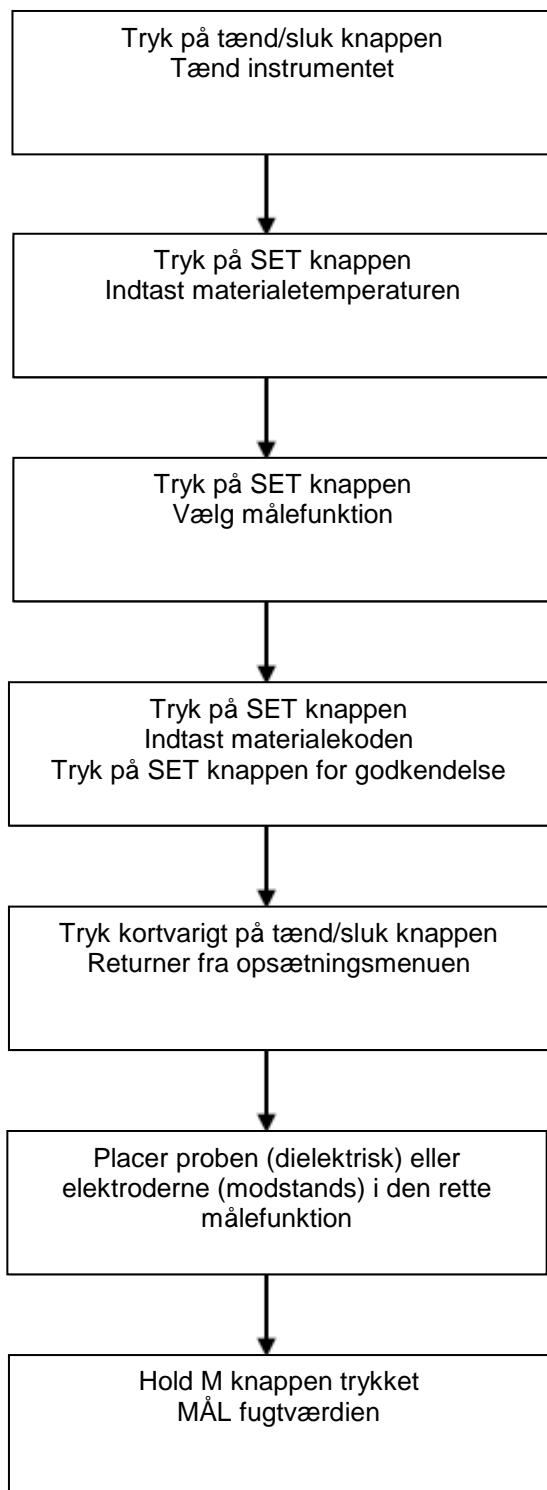 Tryk på tænd/sluk knappen
Tænd instrumentet
Tryk på SET knappen
Indtast materialetemperaturen
Tryk på SET knappen
Vælg målefunktion
Tryk på SET knappen
Indtast materialekoden
Tryk på SET knappen for godkendelse
Tryk kortvarigt på tænd/sluk knappen
Returner fra opsætningsmenuen
Placer proben (dielektrisk) eller
elektroderne (modstands) i den rette
målefunktion
Hold M knappen trykket
MÅL fugtværdien